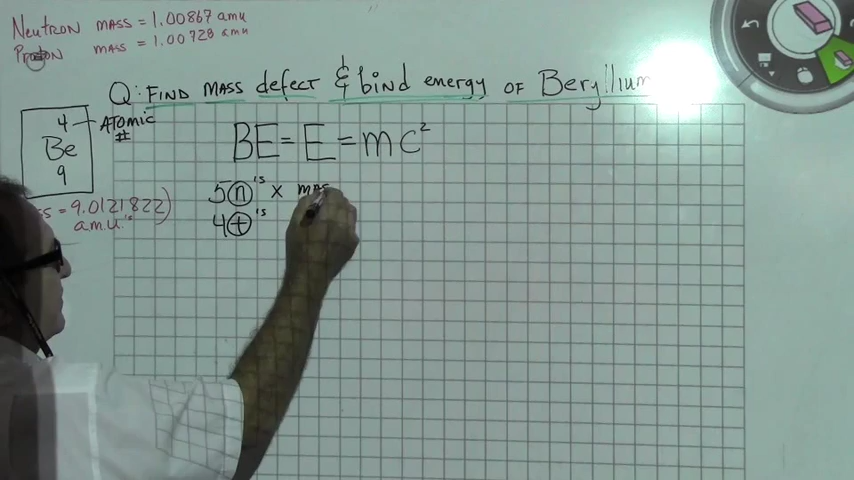 Neutron mass = 1.00867 amu
Proton mass = 1.00728 amu
Q: Find mass defect & bind energy of Beryllium
4 Atomic
#
Be
9
BE = E = mc²
5 n 's x mas
= 9.0121822)
a.m.u.'s
4 + 's